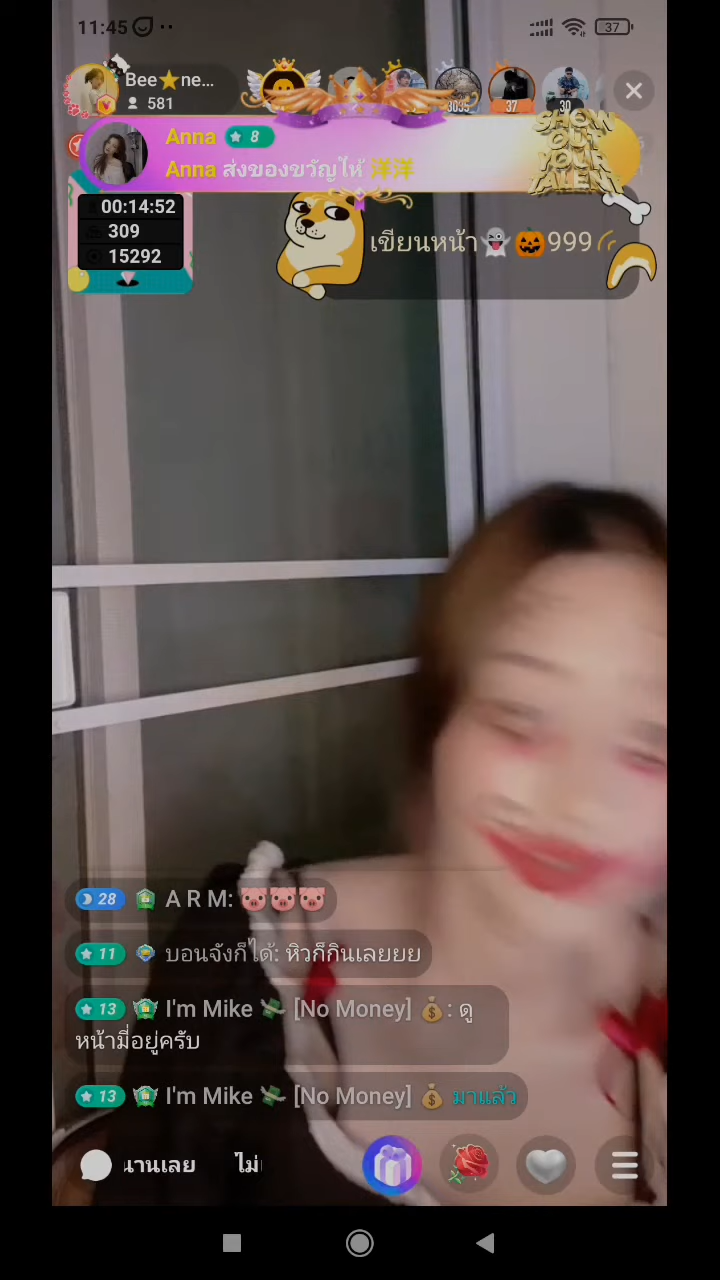 11:45
37
Bee⭐ne...
581
3035
37
30
Anna 8
Anna ส่งของขวัญให้ 洋洋
SHOW
OUT
YOUR
TALENT
00:14:52
309
15292
เขียนหน้า👻🎃999
28 A R M: 🐷🐷🐷
11 บอนจังก็ได้: หิวก็กินเลยยย
13 I'm Mike 💸 [No Money] 💰: ดู
หน้ามี่อยู่ครับ
13 I'm Mike 💸 [No Money] 💰 มาแล้ว
นานเลย